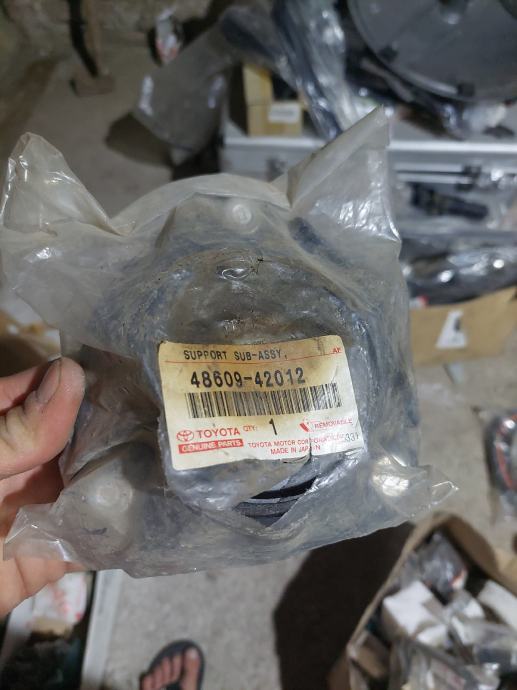 SUPPORT SUB-ASSY,
48609-42012
TOYOTA QTY: 1 REMOVABLE
GENUINE PARTS TOYOTA MOTOR CORPORATION
MADE IN JAPAN